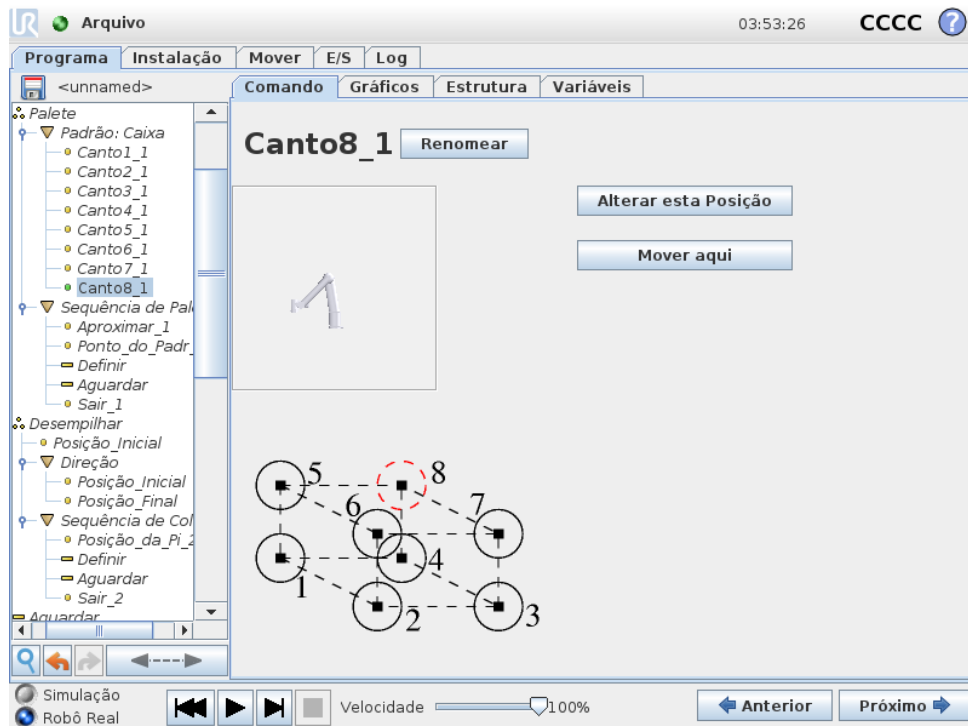 UR Arquivo 03:53:26 CCCC ?
Programa Instalação Mover E/S Log
<unnamed> Comando Gráficos Estrutura Variáveis
Palete
Padrão: Caixa
Canto1_1
Canto2_1
Canto3_1
Canto4_1
Canto5_1
Canto6_1
Canto7_1
Canto8_1
Sequência de Pal
Aproximar_1
Ponto_do_Padr_
Definir
Aguardar
Sair_1
Desempilhar
Posição_Inicial
Direção
Posição_Inicial
Posição_Final
Sequência de Col
Posição_da_Pi_2
Definir
Aguardar
Sair_2
Aguardar
Canto8_1 Renomear
Alterar esta Posição
Mover aqui
5 8
6 7
1 4
2 3
Simulação
Robô Real
Velocidade 100% Anterior Próximo